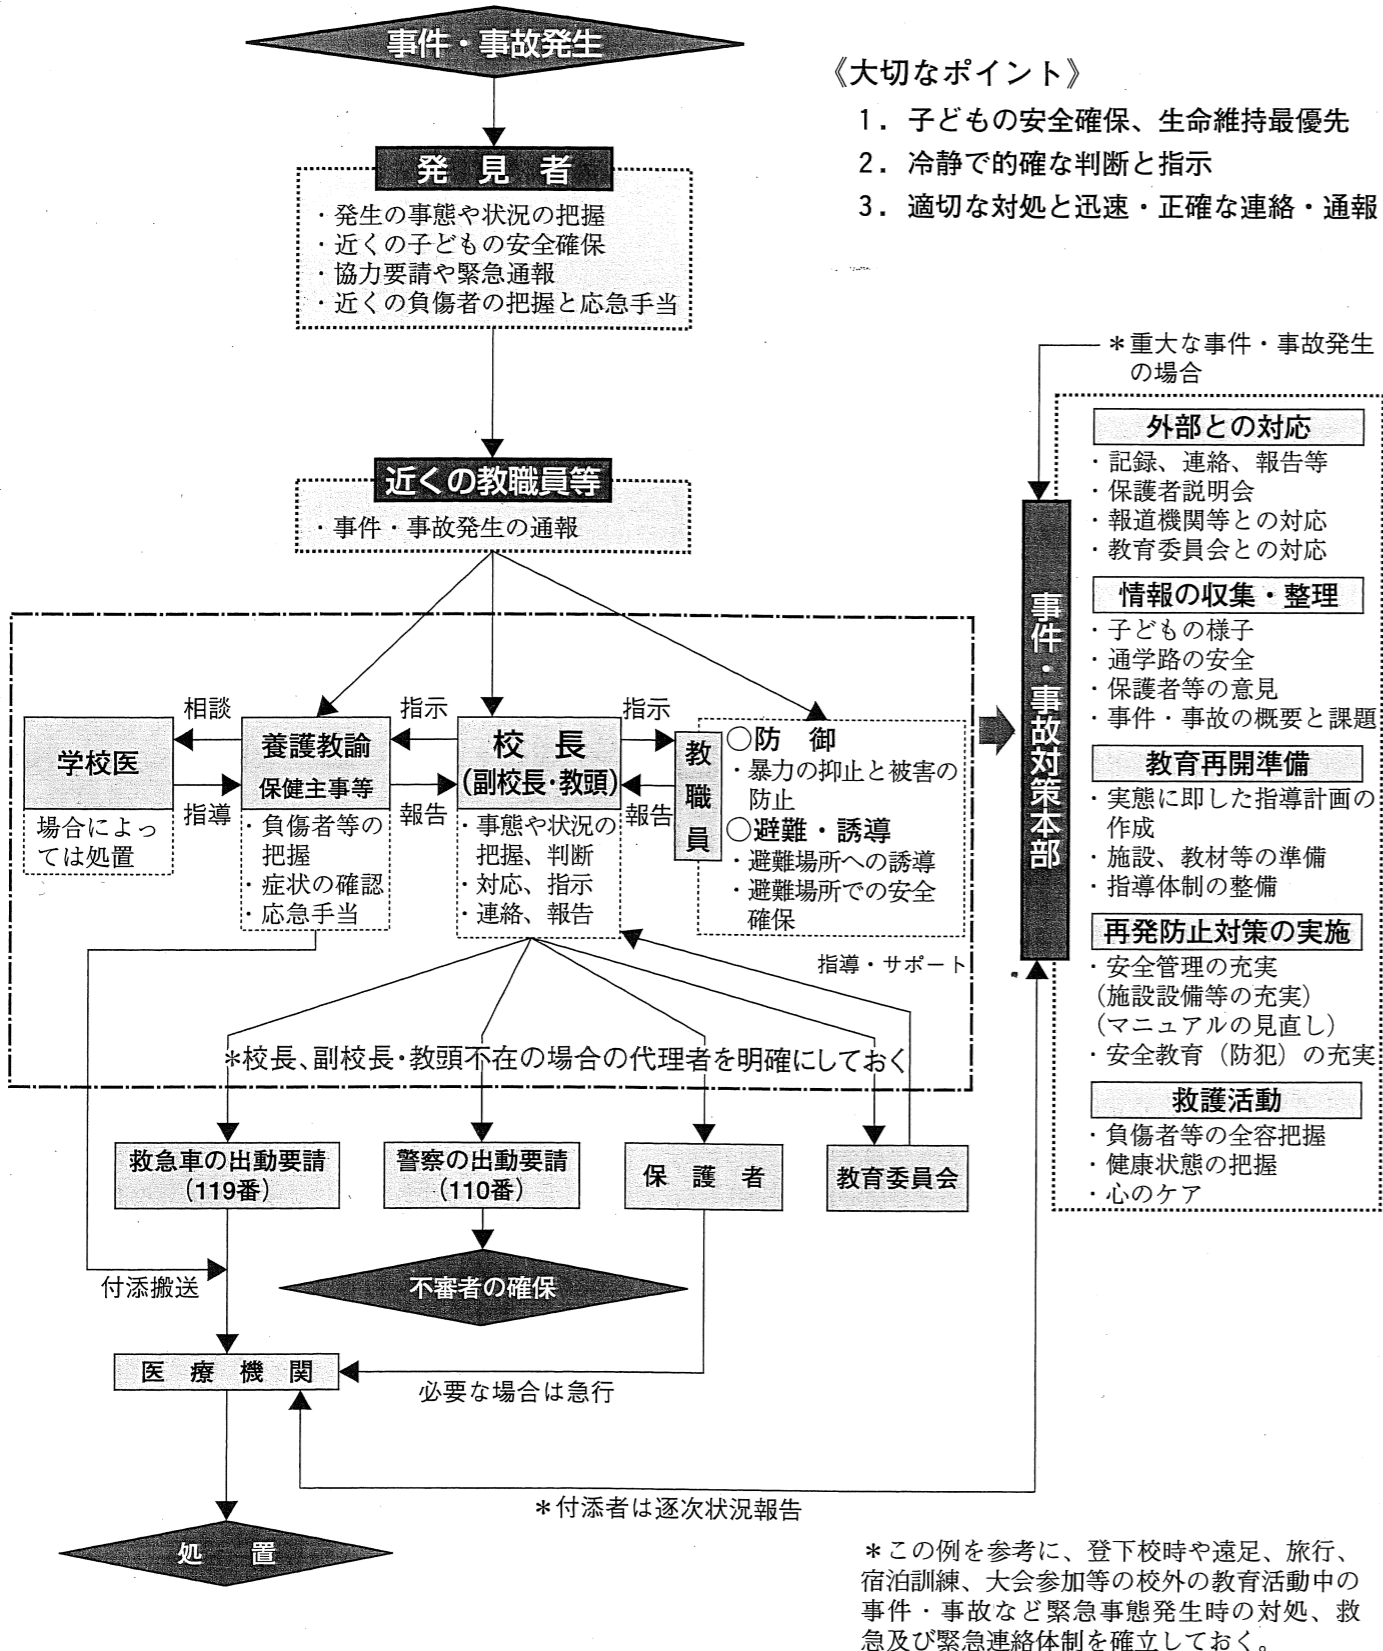 事件・事故発生
《大切なポイント》
1．子どもの安全確保、生命維持最優先
2．冷静で的確な判断と指示
3．適切な対処と迅速・正確な連絡・通報
発見者
・発生の事態や状況の把握
・近くの子どもの安全確保
・協力要請や緊急通報
・近くの負傷者の把握と応急手当
近くの教職員等
・事件・事故発生の通報
学校医
場合によっ
ては処置
相談
指導
養護教諭
保健主事等
・負傷者等の
把握
・症状の確認
・応急手当
指示
報告
校長
(副校長・教頭)
・事態や状況の
把握、判断
・対応、指示
・連絡、報告
指示
報告
教職員
○防御
・暴力の抑止と被害の
防止
○避難・誘導
・避難場所への誘導
・避難場所での安全
確保
指導・サポート
＊校長、副校長・教頭不在の場合の代理者を明確にしておく
救急車の出動要請
（119番）
警察の出動要請
（110番）
保護者
教育委員会
付添搬送
不審者の確保
医療機関
必要な場合は急行
＊付添者は逐次状況報告
処置
＊重大な事件・事故発生
の場合
事件・事故対策本部
外部との対応
・記録、連絡、報告等
・保護者説明会
・報道機関等との対応
・教育委員会との対応
情報の収集・整理
・子どもの様子
・通学路の安全
・保護者等の意見
・事件・事故の概要と課題
教育再開準備
・実態に即した指導計画の
作成
・施設、教材等の準備
・指導体制の整備
再発防止対策の実施
・安全管理の充実
（施設設備等の充実）
（マニュアルの見直し）
・安全教育（防犯）の充実
救護活動
・負傷者等の全容把握
・健康状態の把握
・心のケア
＊この例を参考に、登下校時や遠足、旅行、
宿泊訓練、大会参加等の校外の教育活動中の
事件・事故など緊急事態発生時の対処、救
急及び緊急連絡体制を確立しておく。